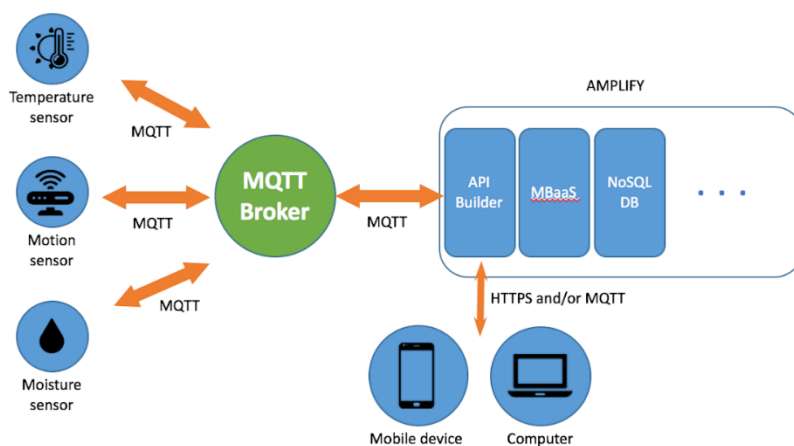 Temperature
sensor
MQTT
AMPLIFY
MQTT
Broker
API
Builder
MBaaS
NoSQL
DB
. . .
Motion
sensor
MQTT
MQTT
MQTT
HTTPS and/or MQTT
Moisture
sensor
Mobile device
Computer